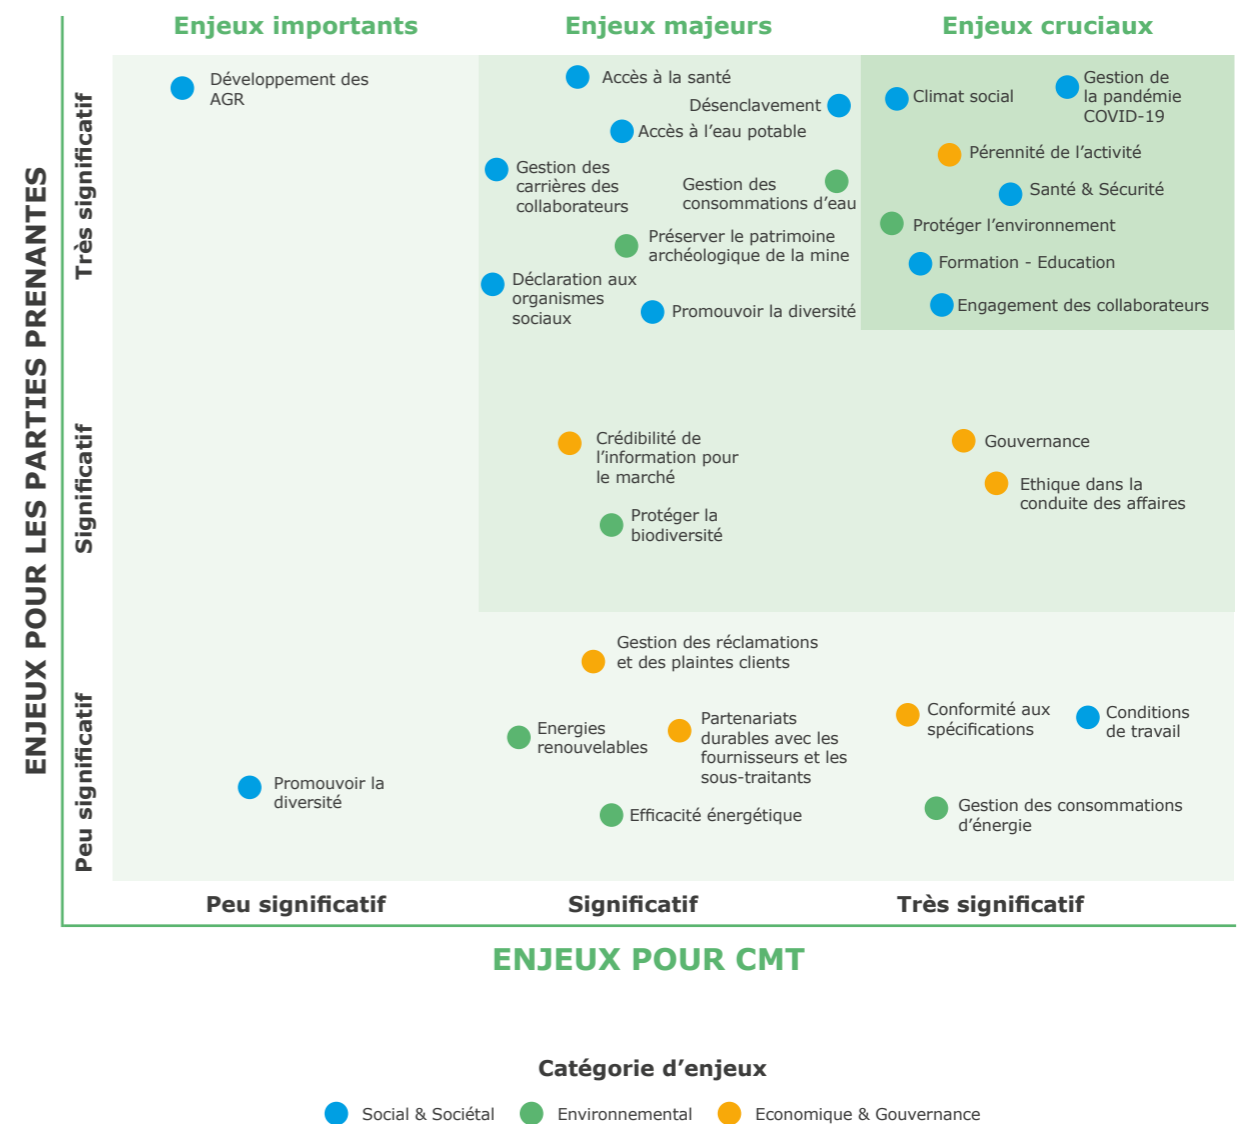 Enjeux importants
Enjeux majeurs
Enjeux cruciaux
ENJEUX POUR LES PARTIES PRENANTES
Très significatif
Significatif
Peu significatif
Développement des
AGR
Accès à la santé
Désenclavement
Accès à l’eau potable
Gestion des
carrières des
collaborateurs
Gestion des
consommations d’eau
Préserver le patrimoine
archéologique de la mine
Déclaration aux
organismes
sociaux
Promouvoir la diversité
Climat social
Gestion de
la pandémie
COVID-19
Pérennité de l’activité
Santé & Sécurité
Protéger l’environnement
Formation - Education
Engagement des collaborateurs
Crédibilité de
l’information pour
le marché
Protéger la
biodiversité
Gouvernance
Ethique dans la
conduite des affaires
Promouvoir la
diversité
Gestion des réclamations
et des plaintes clients
Energies
renouvelables
Partenariats
durables avec les
fournisseurs et les
sous-traitants
Efficacité énergétique
Conformité aux
spécifications
Conditions
de travail
Gestion des consommations
d’énergie
Peu significatif
Significatif
Très significatif
ENJEUX POUR CMT
Catégorie d’enjeux
Social & Sociétal
Environnemental
Economique & Gouvernance